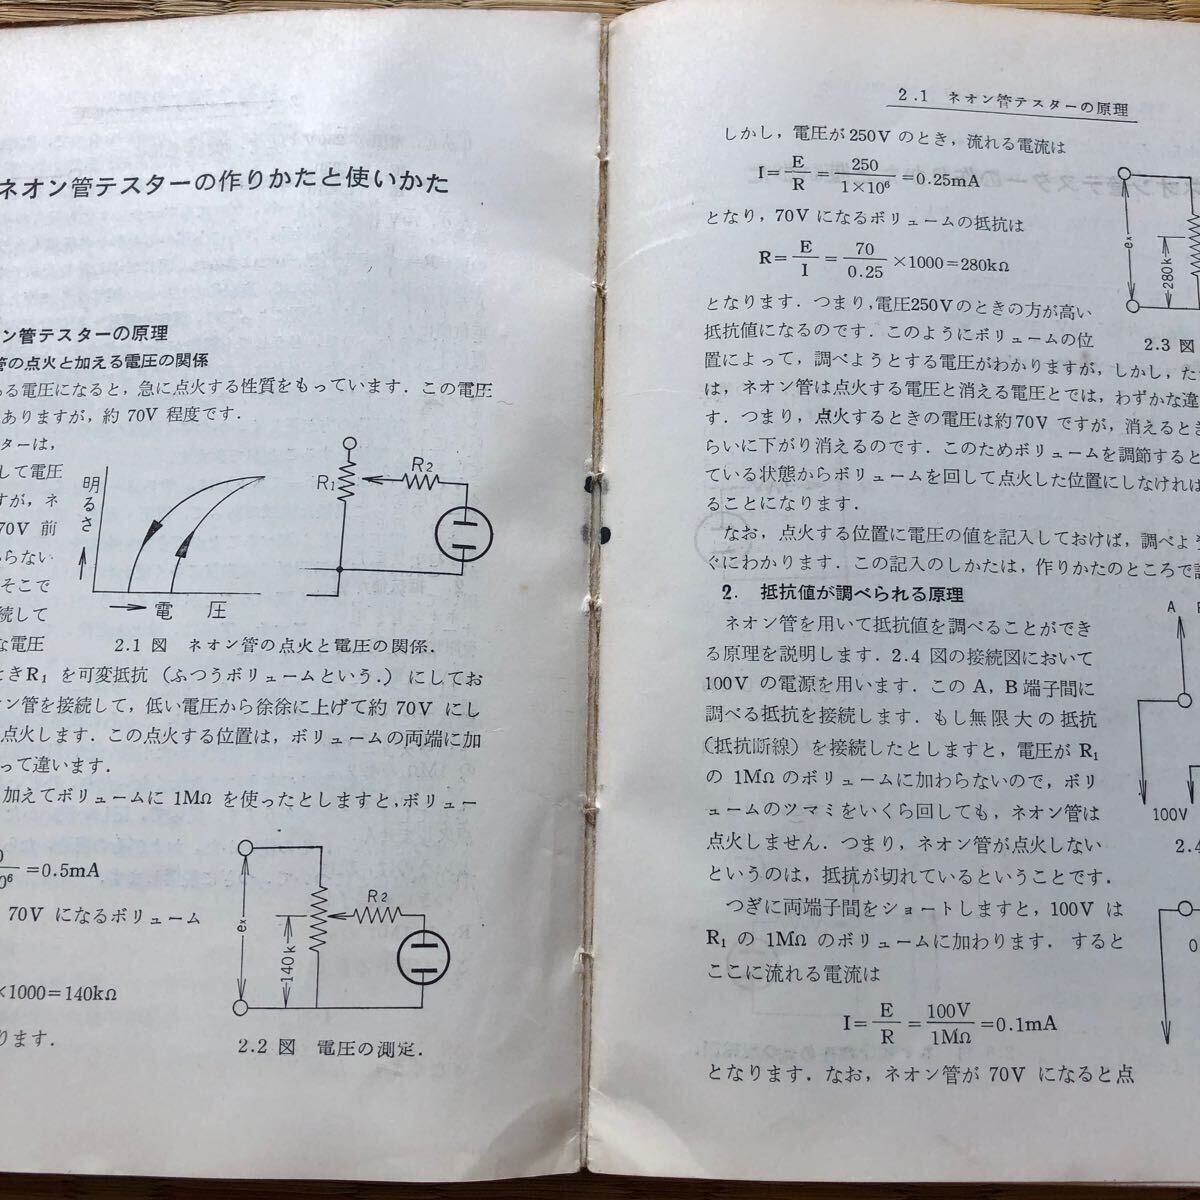 ネオン管テスターの作りかたと使いかた
ン管テスターの原理
管の点火と加える電圧の関係
る電圧になると，急に点火する性質をもっています．この電圧
ありますが，約 70V 程度です．
ターは，
して電圧
すが，ネ
70V 前
らない
そこで
続して
な電圧
明るさ
電　圧
R₁
R₂
2.1 図　ネオン管の点火と電圧の関係．
ときR₁ を可変抵抗（ふつうボリュームという．）にしてお
ン管を接続して，低い電圧から徐徐に上げて約 70V にし
点火します．この点火する位置は，ボリュームの両端に加
って違います．
加えてボリュームに 1MΩ を使ったとしますと，ボリュー
=0.5mA
70V になるボリューム
×1000=140kΩ
ります．
eₓ
140k
R₂
2.2 図　電圧の測定．
2.1　ネオン管テスターの原理
しかし，電圧が 250V のとき，流れる電流は
I= E/R = 250/1×10⁶ =0.25mA
となり，70V になるボリュームの抵抗は
R= E/I = 70/0.25 ×1000=280kΩ
となります．つまり，電圧250Vのときの方が高い
抵抗値になるのです．このようにボリュームの位
置によって，調べようとする電圧がわかりますが，しかし，た
は，ネオン管は点火する電圧と消える電圧とでは，わずかな違
す．つまり，点火するときの電圧は約70V ですが，消えるとき
らいに下がり消えるのです．このためボリュームを調節すると
ている状態からボリュームを回して点火した位置にしなければ
ることになります．
なお，点火する位置に電圧の値を記入しておけば，調べよ
ぐにわかります．この記入のしかたは，作りかたのところで
eₓ
280k
2.3 図
2.　抵抗値が調べられる原理
ネオン管を用いて抵抗値を調べることができ
る原理を説明します．2.4 図の接続図において
100V の電源を用います．この A，B 端子間に
調べる抵抗を接続します．もし無限大の抵抗
（抵抗断線）を接続したとしますと，電圧が R₁
の 1MΩ のボリュームに加わらないので，ボリ
ュームのツマミをいくら回しても，ネオン管は
点火しません．つまり，ネオン管が点火しない
というのは，抵抗が切れているということです．
つぎに両端子間をショートしますと，100V は
R₁ の 1MΩ のボリュームに加わります．すると
ここに流れる電流は
I= E/R = 100V/1MΩ =0.1mA
となります．なお，ネオン管が 70V になると点
A
100V
2.4